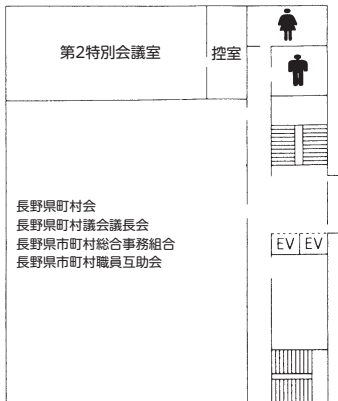 第2特別会議室
控室
長野県町村会
長野県町村議会議長会
長野県市町村総合事務組合
長野県市町村職員互助会
EV EV